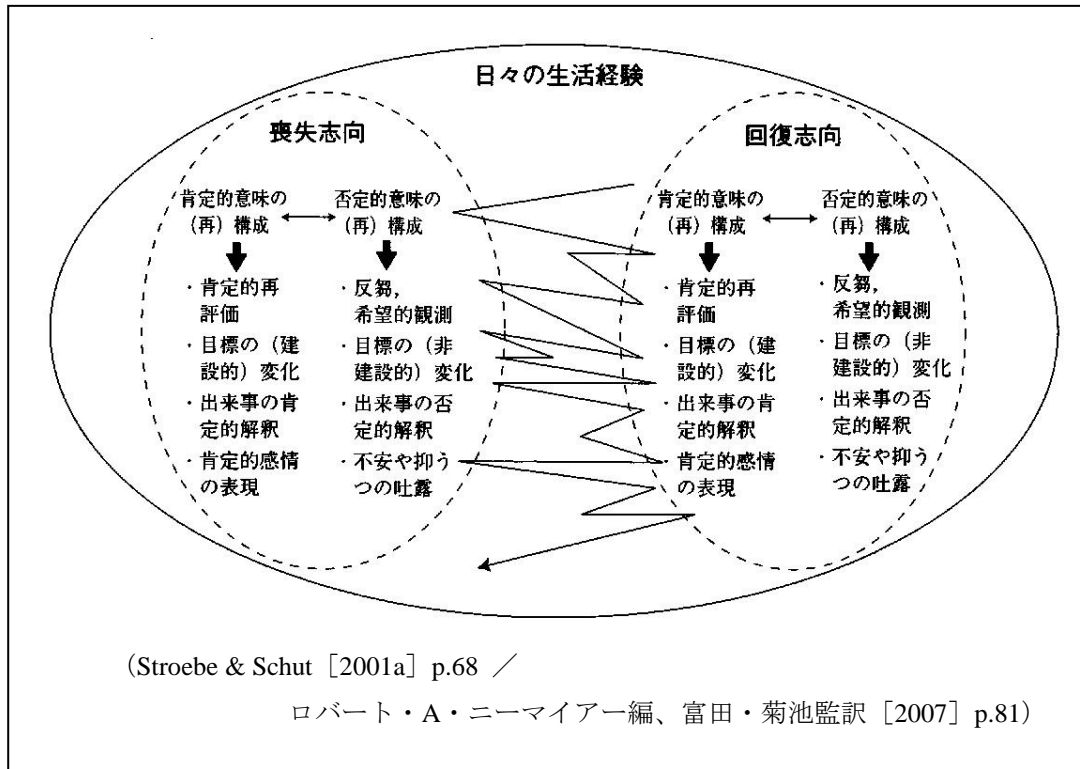 日々の生活経験
喪失志向
肯定的意味の
（再）構成
否定的意味の
（再）構成
・肯定的再
評価
・目標の（建
設的）変化
・出来事の肯
定的解釈
・肯定的感情
の表現
・反芻，
希望的観測
・目標の（非
建設的）変化
・出来事の否
定的解釈
・不安や抑う
つの吐露
回復志向
肯定的意味の
（再）構成
否定的意味の
（再）構成
・肯定的再
評価
・目標の（建
設的）変化
・出来事の肯
定的解釈
・肯定的感情
の表現
・反芻，
希望的観測
・目標の（非
建設的）変化
・出来事の否
定的解釈
・不安や抑う
つの吐露
（Stroebe & Schut［2001a］p.68 ／
ロバート・A・ニーマイアー編、富田・菊池監訳［2007］p.81）